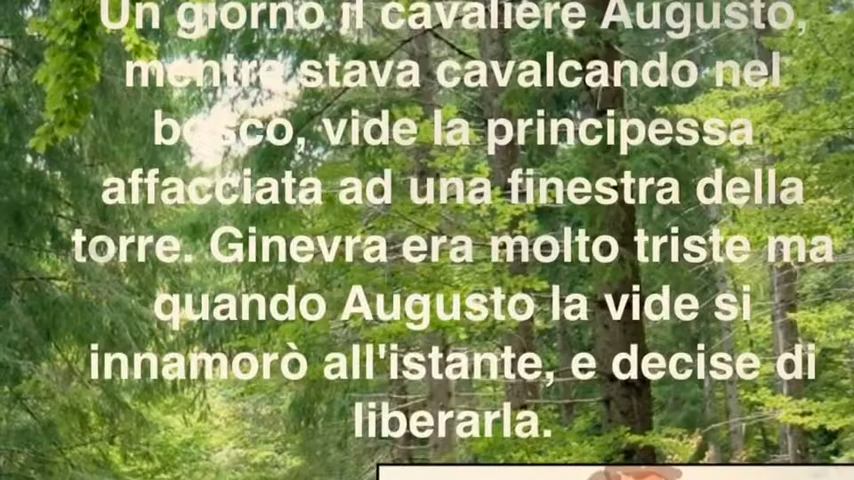 Un giorno il cavaliere Augusto,
mentre stava cavalcando nel
bosco, vide la principessa
affacciata ad una finestra della
torre. Ginevra era molto triste ma
quando Augusto la vide si
innamorò all'istante, e decise di
liberarla.